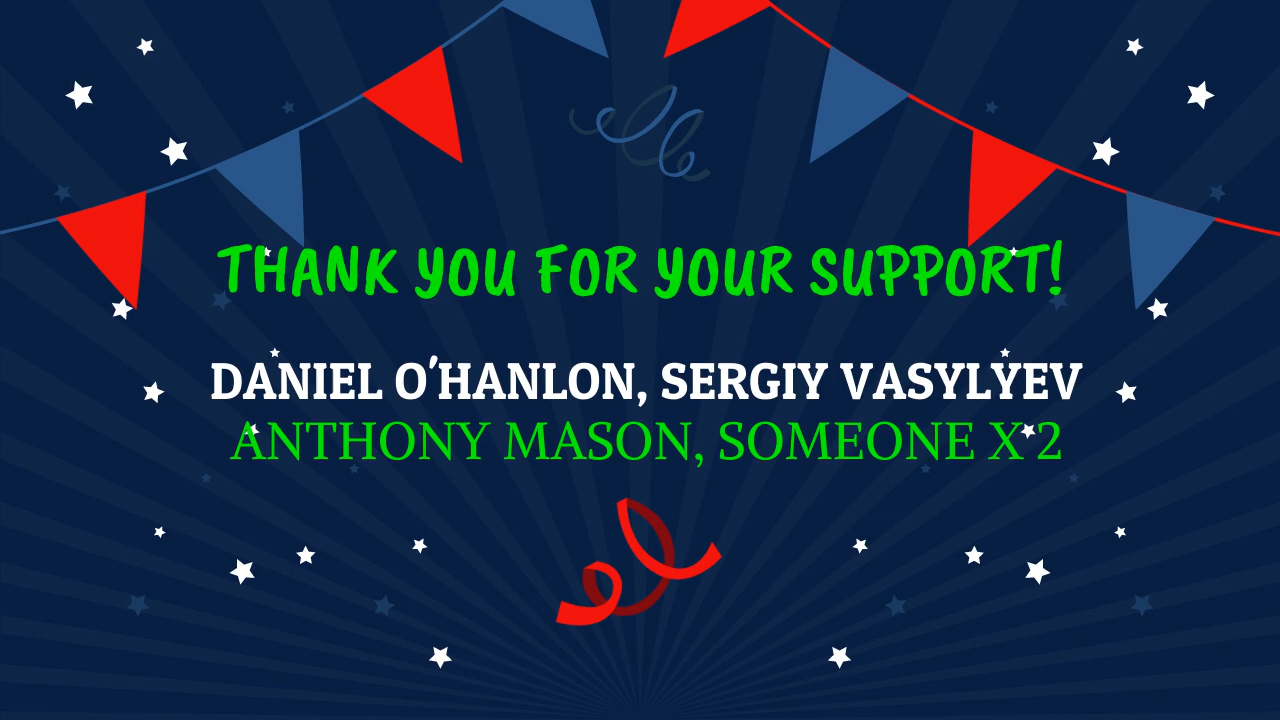 THANK YOU FOR YOUR SUPPORT!
DANIEL O'HANLON, SERGIY VASYLYEV
ANTHONY MASON, SOMEONE X 2